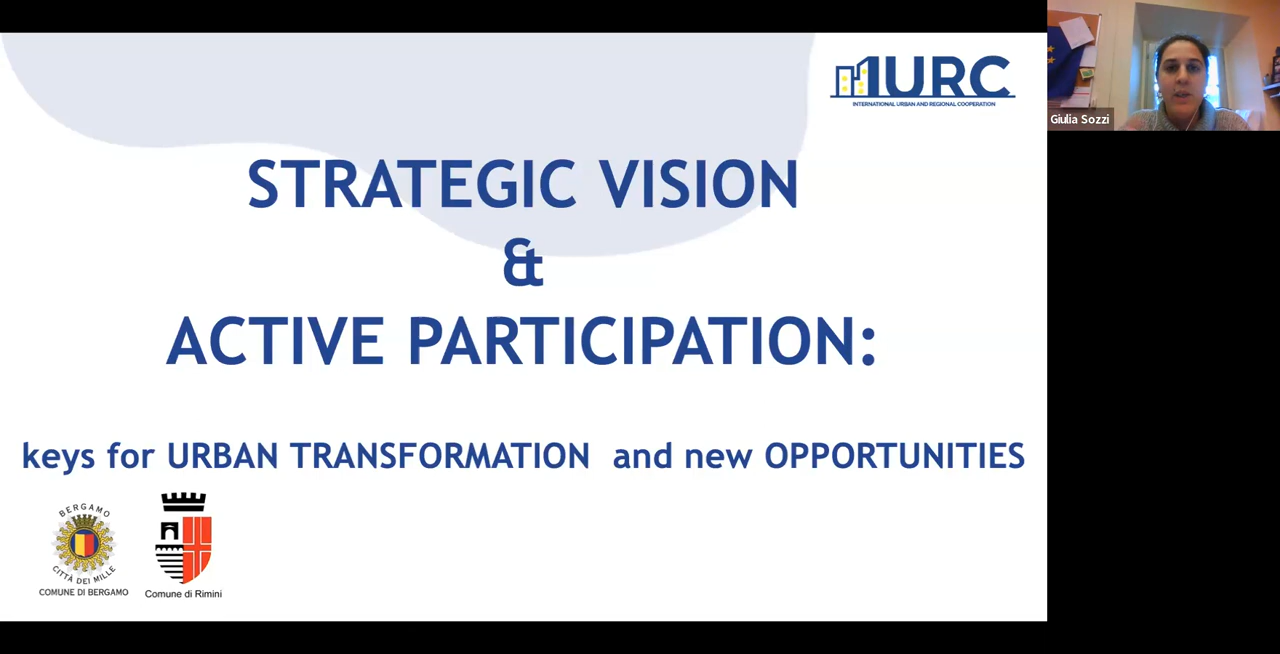 IURC
INTERNATIONAL URBAN AND REGIONAL COOPERATION
Giulia Sozzi
STRATEGIC VISION
&
ACTIVE PARTICIPATION:
keys for URBAN TRANSFORMATION and new OPPORTUNITIES
BERGAMO
CITTÀ DEI MILLE
COMUNE DI BERGAMO
Comune di Rimini